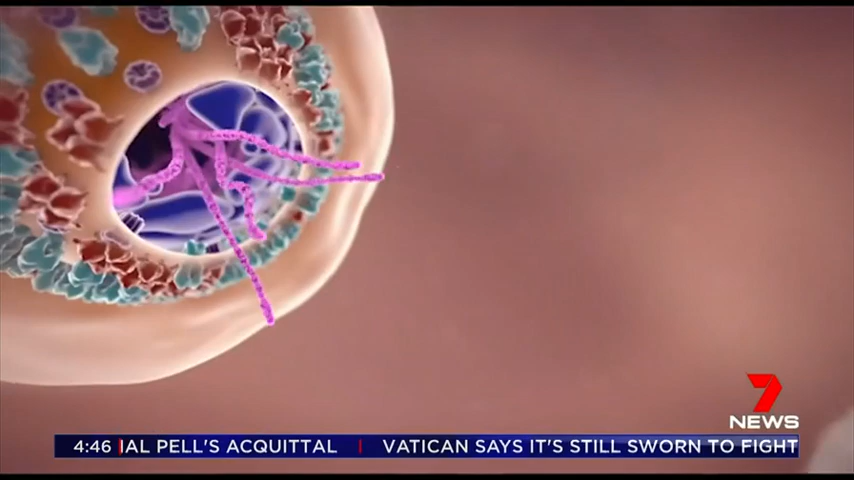 7
NEWS
4:46 IAL PELL'S ACQUITTAL | VATICAN SAYS IT'S STILL SWORN TO FIGHT